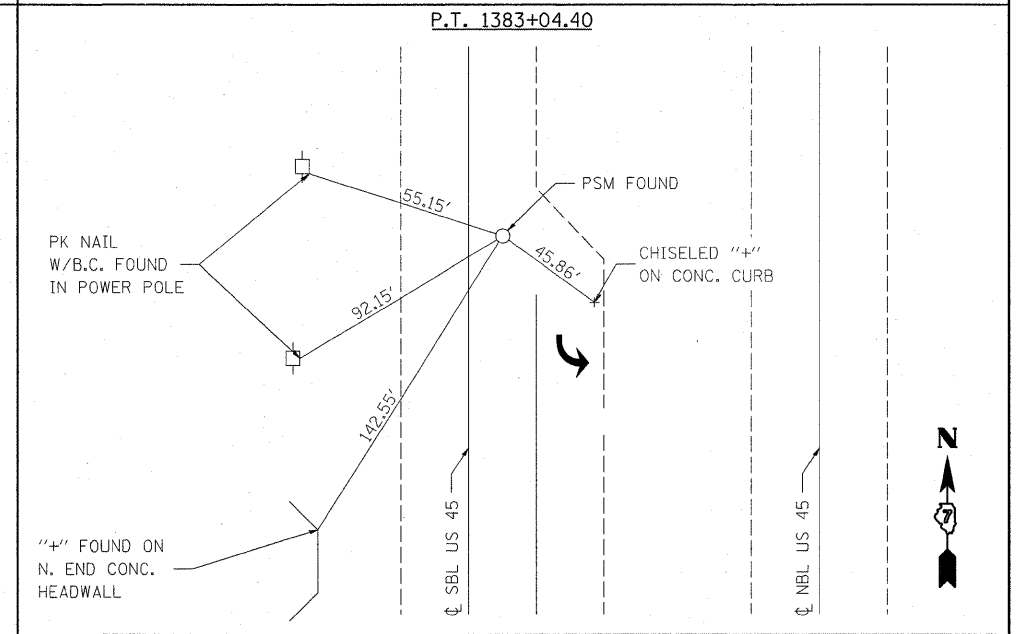 P.T. 1383+04.40
55.15'
PSM FOUND
PK NAIL
W/B.C. FOUND
IN POWER POLE
45.86'
CHISELED "+"
ON CONC. CURB
92.15'
142.55'
N
7
"+" FOUND ON
N. END CONC.
HEADWALL
℄ SBL US 45
℄ NBL US 45